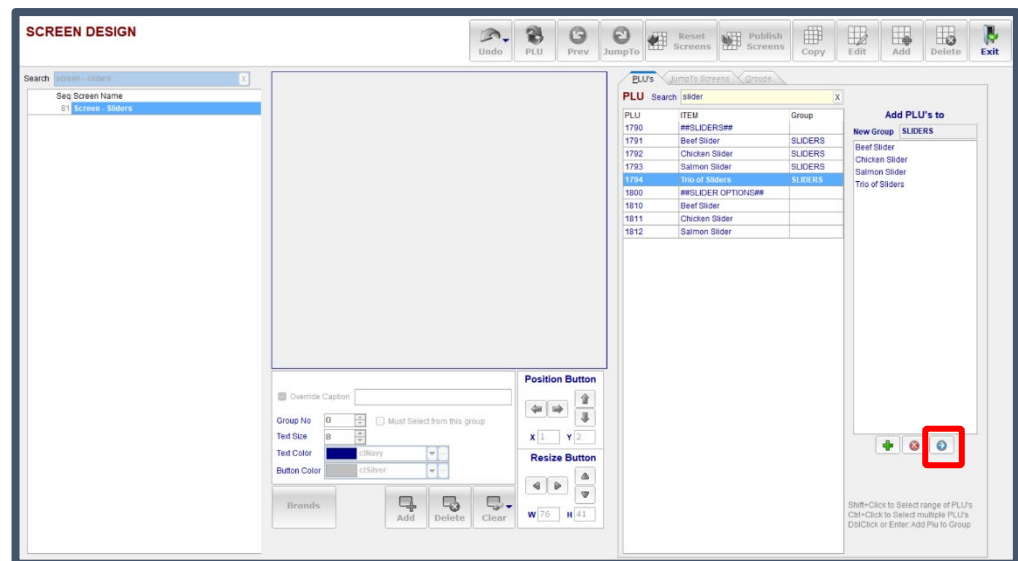 SCREEN DESIGN
Undo
PLU
Prev
JumpTo
Reset Screens
Publish Screens
Copy
Edit
Add
Delete
Exit
Search screen - sliders X
Seq Screen Name
81 Screen - Sliders
PLU's JumpTo Screens Groups
PLU Search slider X
PLU ITEM Group
1790 ##SLIDERS##
1791 Beef Slider SLIDERS
1792 Chicken Slider SLIDERS
1793 Salmon Slider SLIDERS
1794 Trio of Sliders SLIDERS
1800 ##SLIDER OPTIONS##
1810 Beef Slider
1811 Chicken Slider
1812 Salmon Slider
Add PLU's to
New Group SLIDERS
Beef Slider
Chicken Slider
Salmon Slider
Trio of Sliders
Override Caption
Group No 0 Must Select from this group
Text Size 8
Text Color clNavy
Button Color clSilver
Brands
Add
Delete
Clear
Position Button
X 1 Y 2
Resize Button
W 76 H 41
Shift+Click to Select range of PLU's
Ctrl+Click to Select multiple PLU's
DblClick or Enter: Add Plu to Group